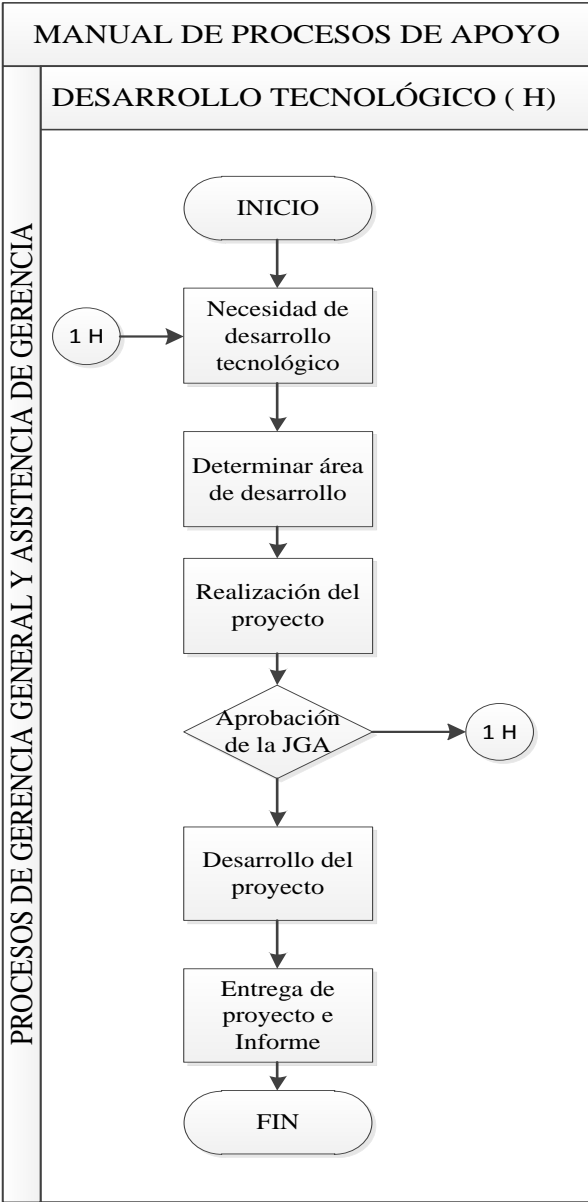 MANUAL DE PROCESOS DE APOYO
DESARROLLO TECNOLÓGICO ( H)
PROCESOS DE GERENCIA GENERAL Y ASISTENCIA DE GERENCIA
INICIO
1 H
Necesidad de
desarrollo
tecnológico
Determinar área
de desarrollo
Realización del
proyecto
Aprobación
de la JGA
1 H
Desarrollo del
proyecto
Entrega de
proyecto e
Informe
FIN